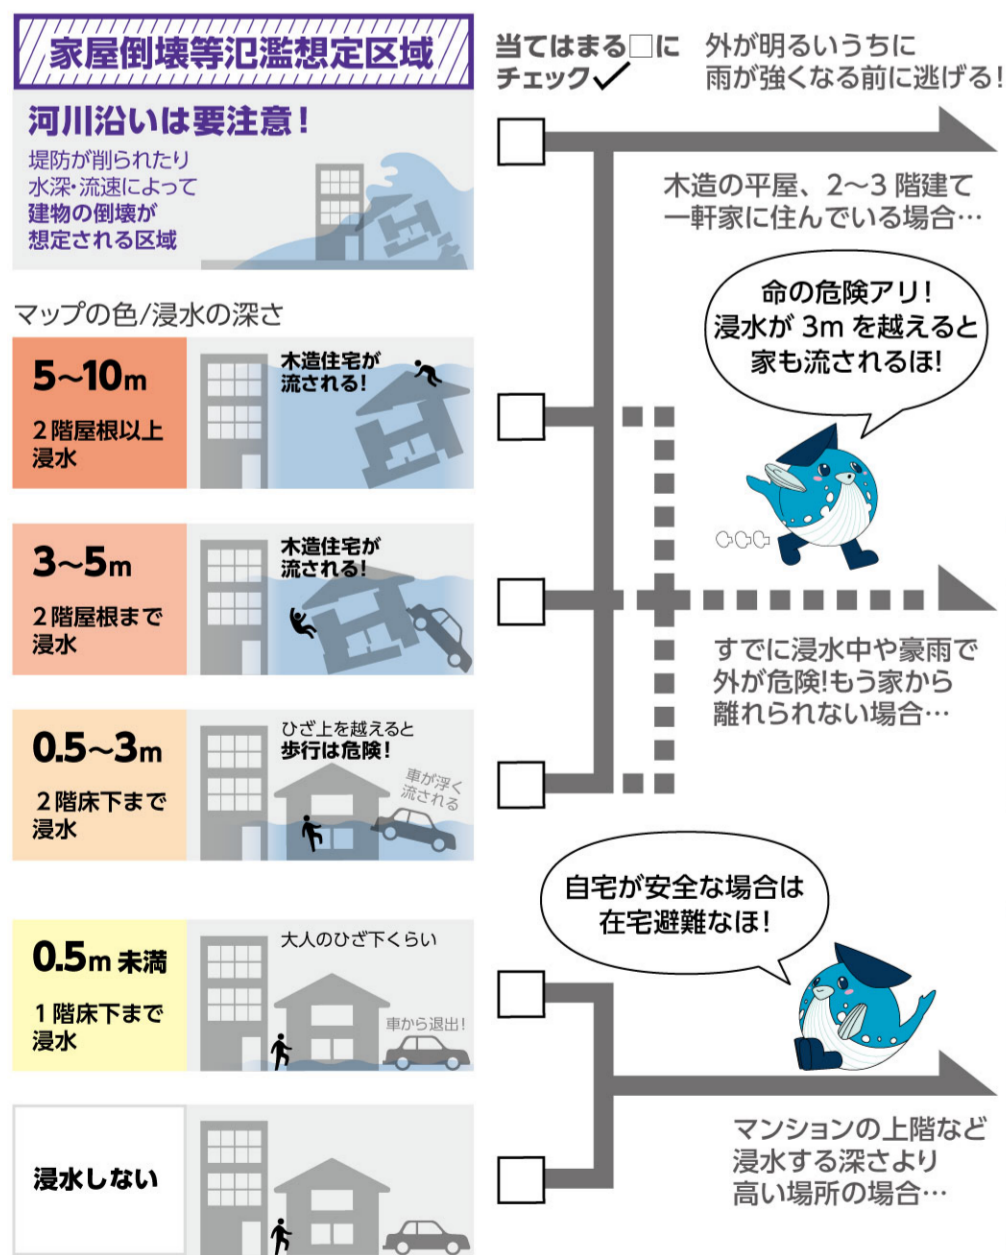 家屋倒壊等氾濫想定区域
河川沿いは要注意！
堤防が削られたり
水深・流速によって
建物の倒壊が
想定される区域
当てはまる□に
チェック✓
外が明るいうちに
雨が強くなる前に逃げる！
木造の平屋、2〜3階建て
一軒家に住んでいる場合…
命の危険アリ！
浸水が3mを越えると
家も流されるほ！
マップの色/浸水の深さ
5〜10m
2階屋根以上
浸水
木造住宅が
流される！
3〜5m
2階屋根まで
浸水
木造住宅が
流される！
すでに浸水中や豪雨で
外が危険！もう家から
離れられない場合…
0.5〜3m
2階床下まで
浸水
ひざ上を越えると
歩行は危険！
車が浮く
流される
自宅が安全な場合は
在宅避難なほ！
0.5m未満
1階床下まで
浸水
大人のひざ下くらい
車から退出！
マンションの上階など
浸水する深さより
高い場所の場合…
浸水しない